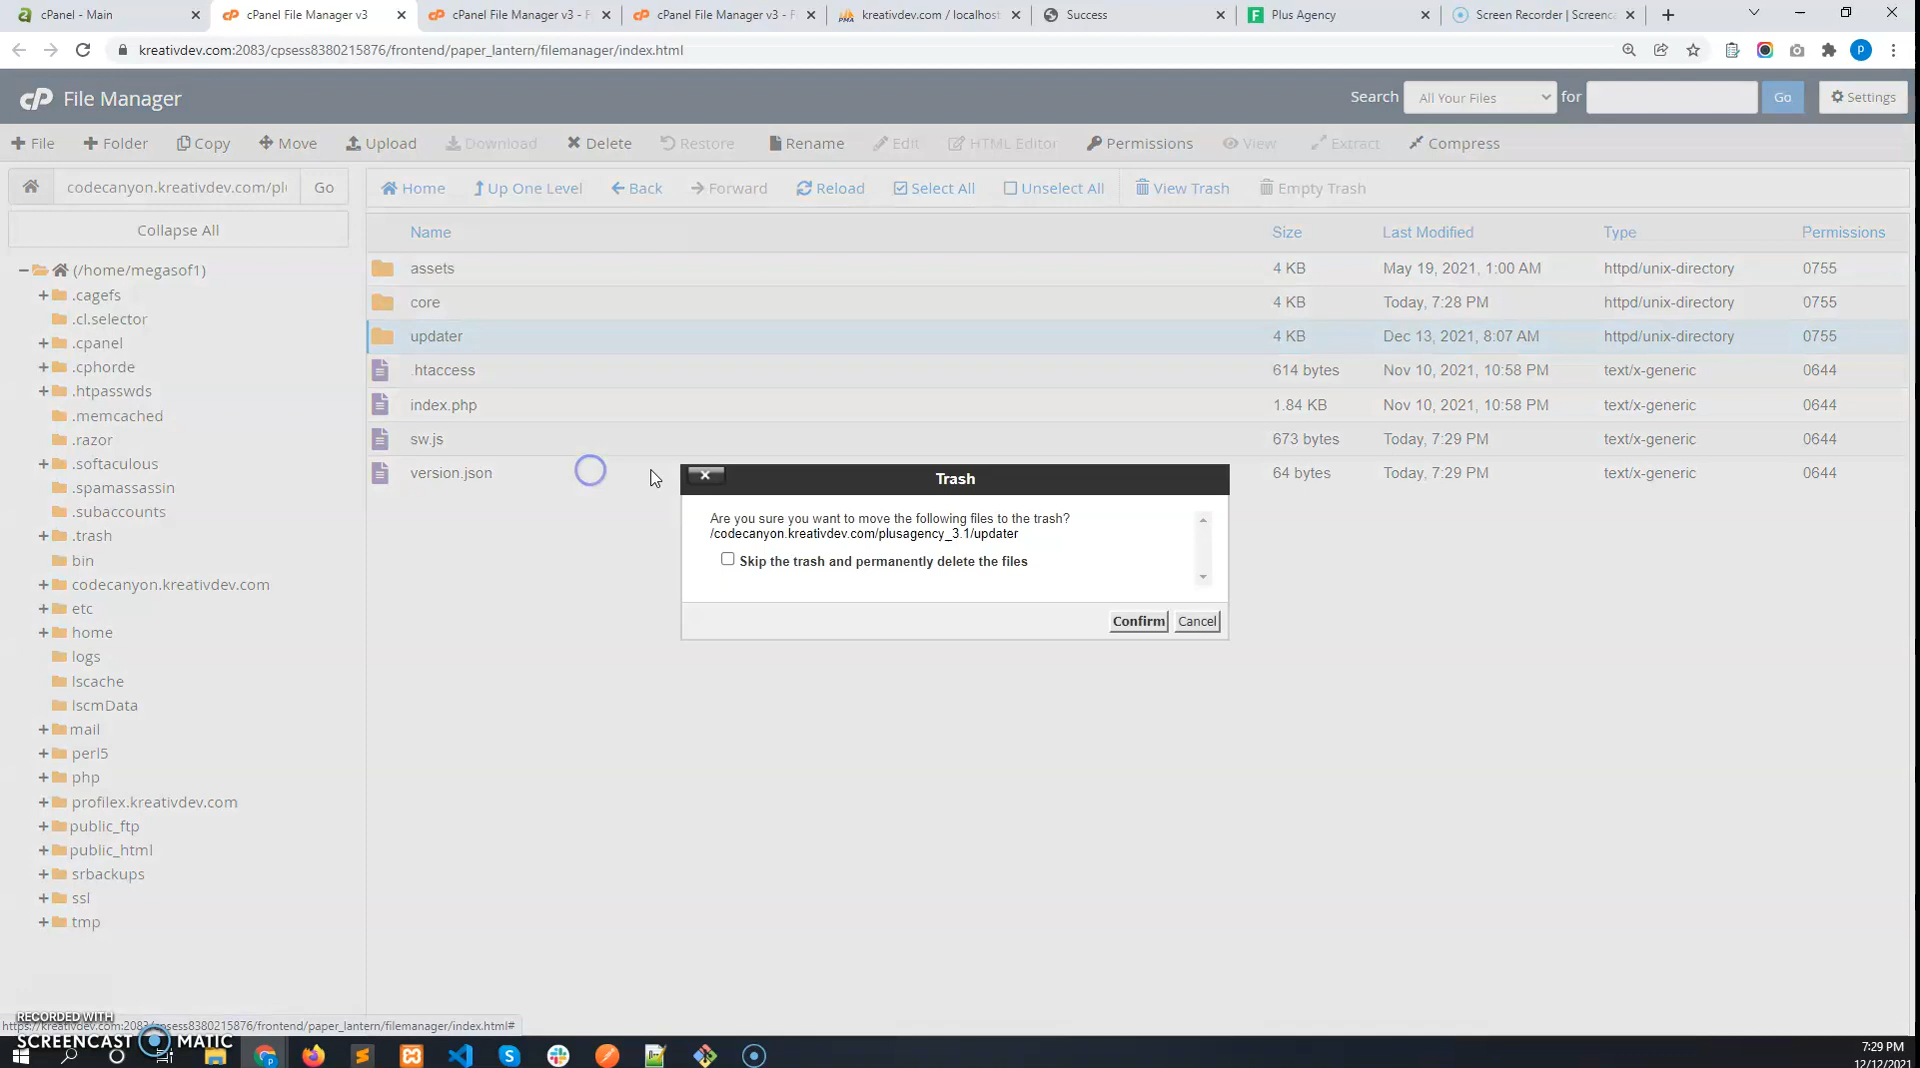 cPanel - Main
cPanel File Manager v3
cPanel File Manager v3 - F
cPanel File Manager v3 - F
kreativdev.com / localhost
Success
Plus Agency
Screen Recorder | Screenca
kreativdev.com:2083/cpsess8380215876/frontend/paper_lantern/filemanager/index.html
P
cP File Manager
Search All Your Files for Go Settings
File Folder Copy Move Upload Download Delete Restore Rename Edit HTML Editor Permissions View Extract Compress
codecanyon.kreativdev.com/pl Go
Home Up One Level Back Forward Reload Select All Unselect All View Trash Empty Trash
Collapse All
Name Size Last Modified Type Permissions
assets 4 KB May 19, 2021, 1:00 AM httpd/unix-directory 0755
core 4 KB Today, 7:28 PM httpd/unix-directory 0755
updater 4 KB Dec 13, 2021, 8:07 AM httpd/unix-directory 0755
.htaccess 614 bytes Nov 10, 2021, 10:58 PM text/x-generic 0644
index.php 1.84 KB Nov 10, 2021, 10:58 PM text/x-generic 0644
sw.js 673 bytes Today, 7:29 PM text/x-generic 0644
version.json 64 bytes Today, 7:29 PM text/x-generic 0644
(/home/megasof1)
.cagefs
.cl.selector
.cpanel
.cphorde
.htpasswds
.memcached
.razor
.softaculous
.spamassassin
.subaccounts
.trash
bin
codecanyon.kreativdev.com
etc
home
logs
lscache
lscmData
mail
perl5
php
profilex.kreativdev.com
public_ftp
public_html
srbackups
ssl
tmp
Trash
Are you sure you want to move the following files to the trash?
/codecanyon.kreativdev.com/plusagency_3.1/updater
Skip the trash and permanently delete the files
Confirm Cancel
RECORDED WITH
https://kreativdev.com:2083/cpsess8380215876/frontend/paper_lantern/filemanager/index.html#
SCREENCAST MATIC
7:29 PM
12/12/2021